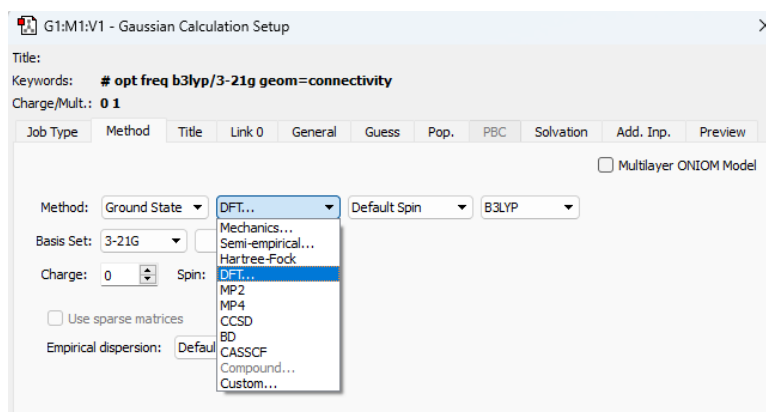 G1:M1:V1 - Gaussian Calculation Setup
Title:
Keywords: # opt freq b3lyp/3-21g geom=connectivity
Charge/Mult.: 0 1
Job Type Method Title Link 0 General Guess Pop. PBC Solvation Add. Inp. Preview
Multilayer ONIOM Model
Method: Ground State DFT... Default Spin B3LYP
Mechanics...
Basis Set: 3-21G Semi-empirical...
Hartree-Fock
Charge: 0 Spin: DFT...
MP2
MP4
Use sparse matrices CCSD
BD
Empirical dispersion: Defaul CASSCF
Compound...
Custom...